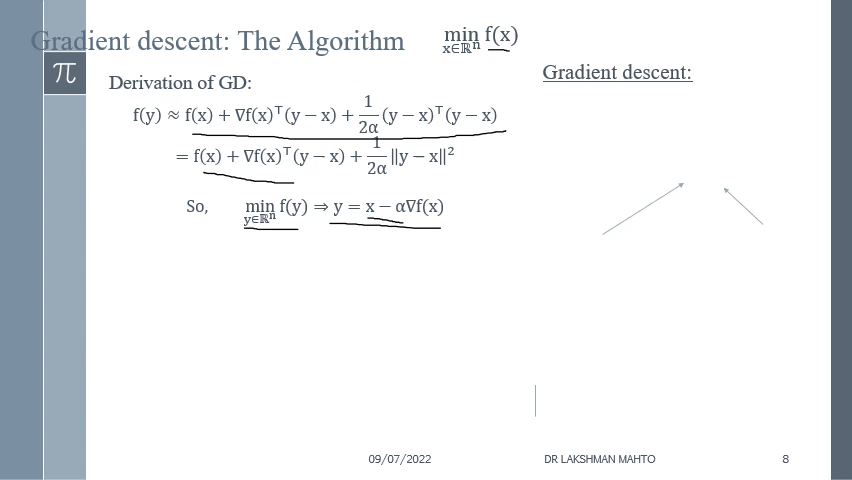 Gradient descent: The Algorithm
min f(x)
x∈ℝⁿ
π
Derivation of GD:
f(y) ≈ f(x) + ∇f(x)ᵀ(y − x) + 1/2α (y − x)ᵀ(y − x)
= f(x) + ∇f(x)ᵀ(y − x) + 1/2α ‖y − x‖²
So, min f(y) ⇒ y = x − α∇f(x)
y∈ℝⁿ
Gradient descent:
09/07/2022
DR LAKSHMAN MAHTO
8